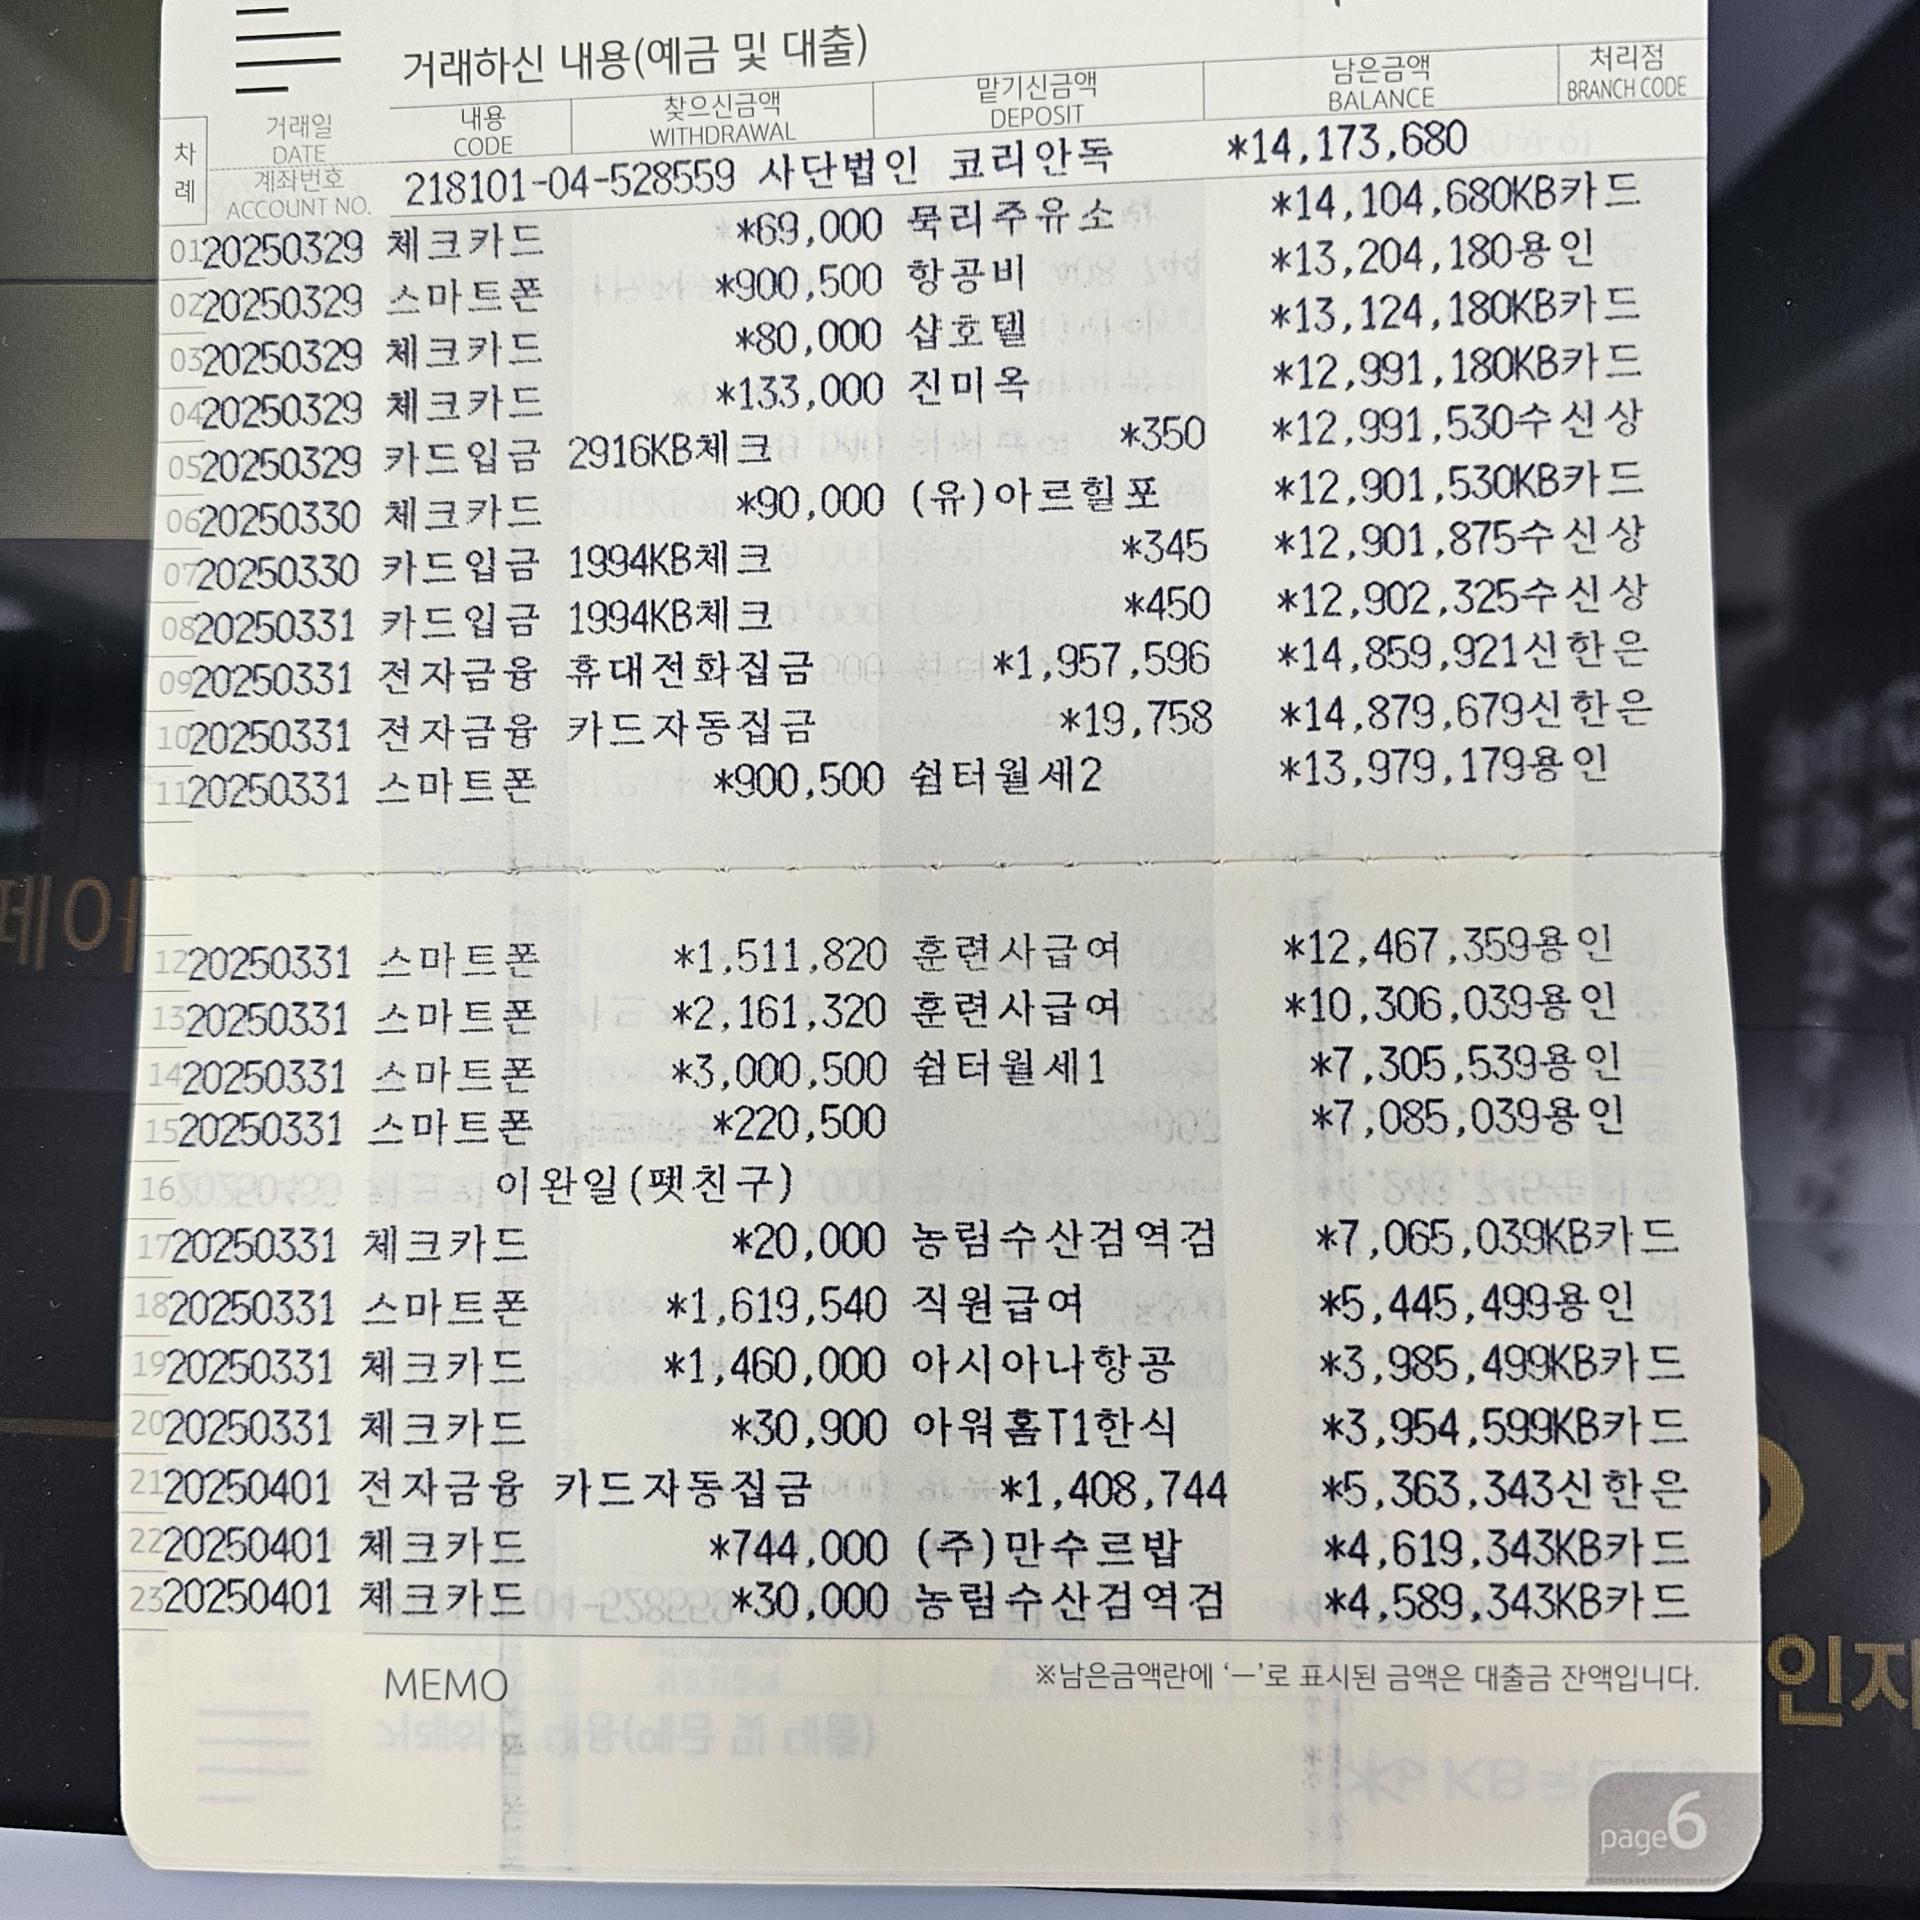 거래하신 내용(예금 및 대출)
차례 거래일 DATE 계좌번호 ACCOUNT NO. 내용 CODE 찾으신금액 WITHDRAWAL 맡기신금액 DEPOSIT 남은금액 BALANCE 처리점 BRANCH CODE
218101-04-528559 사단법인 코리안독 *14,173,680
01 20250329 체크카드 *69,000 묵리주유소 *14,104,680KB카드
02 20250329 스마트폰 *900,500 항공비 *13,204,180용인
03 20250329 체크카드 *80,000 샵호텔 *13,124,180KB카드
04 20250329 체크카드 *133,000 진미옥 *12,991,180KB카드
05 20250329 카드입금 2916KB체크 *350 *12,991,530수신상
06 20250330 체크카드 *90,000 (유)아르힐포 *12,901,530KB카드
07 20250330 카드입금 1994KB체크 *345 *12,901,875수신상
08 20250331 카드입금 1994KB체크 *450 *12,902,325수신상
09 20250331 전자금융 휴대전화집금 *1,957,596 *14,859,921신한은
10 20250331 전자금융 카드자동집금 *19,758 *14,879,679신한은
11 20250331 스마트폰 *900,500 쉼터월세2 *13,979,179용인
12 20250331 스마트폰 *1,511,820 훈련사급여 *12,467,359용인
13 20250331 스마트폰 *2,161,320 훈련사급여 *10,306,039용인
14 20250331 스마트폰 *3,000,500 쉼터월세1 *7,305,539용인
15 20250331 스마트폰 *220,500 *7,085,039용인
16 이완일(펫친구)
17 20250331 체크카드 *20,000 농림수산검역검 *7,065,039KB카드
18 20250331 스마트폰 *1,619,540 직원급여 *5,445,499용인
19 20250331 체크카드 *1,460,000 아시아나항공 *3,985,499KB카드
20 20250331 체크카드 *30,900 아워홈T1한식 *3,954,599KB카드
21 20250401 전자금융 카드자동집금 *1,408,744 *5,363,343신한은
22 20250401 체크카드 *744,000 (주)만수르밥 *4,619,343KB카드
23 20250401 체크카드 *30,000 농림수산검역검 *4,589,343KB카드
MEMO
※남은금액란에 ‘—’로 표시된 금액은 대출금 잔액입니다.
page6
페이
인지